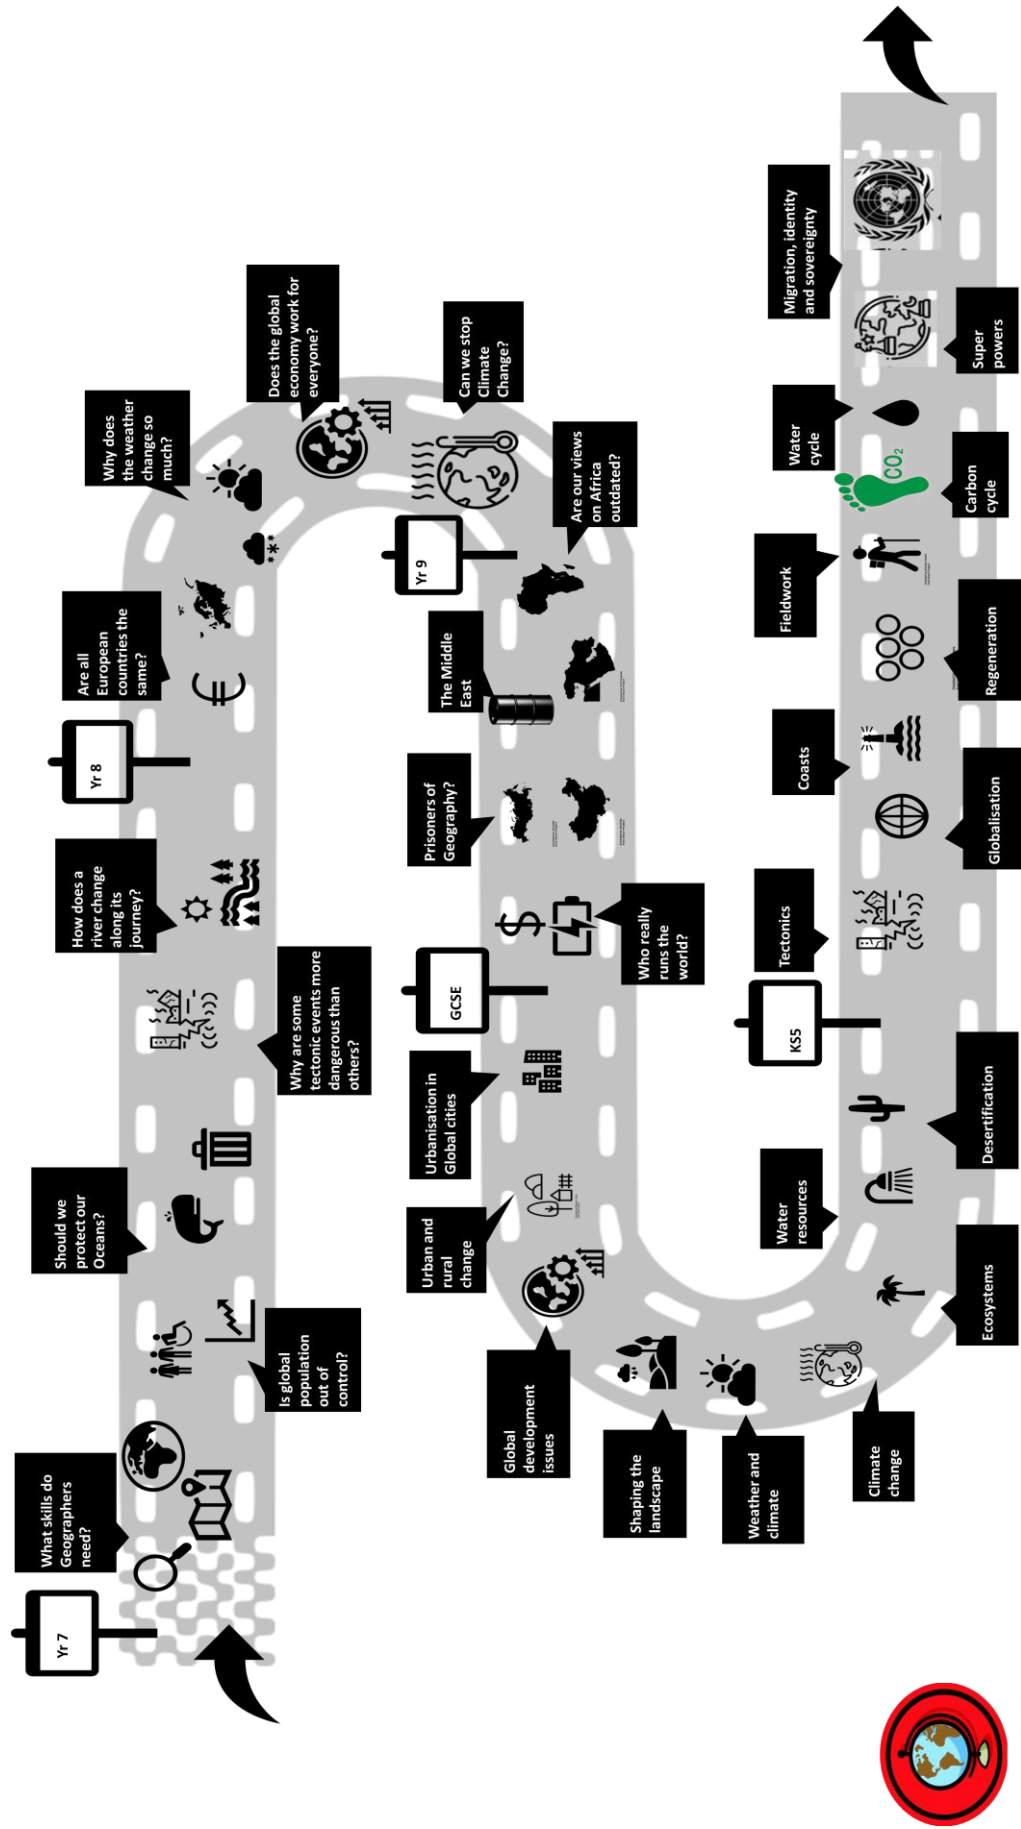 Yr 7
What skills do
Geographers
need?
Is global
population
out of
control?
Should we
protect our
Oceans?
Why are some
tectonic events more
dangerous than
others?
How does a
river change
along its
journey?
Yr 8
Are all
European
countries the
same?
Why does
the weather
change so
much?
Does the global
economy work for
everyone?
Can we stop
Climate
Change?
Yr 9
Are our views
on Africa
outdated?
The Middle
East
Prisoners of
Geography?
Who really
runs the
world?
GCSE
Urbanisation in
Global cities
Urban and
rural
change
Global
development
issues
Shaping the
landscape
Weather and
climate
Climate
change
Ecosystems
Water
resources
Desertification
KS5
Tectonics
Globalisation
Coasts
Regeneration
Fieldwork
Carbon
cycle
CO2
Water
cycle
Super
powers
Migration, identity
and sovereignty